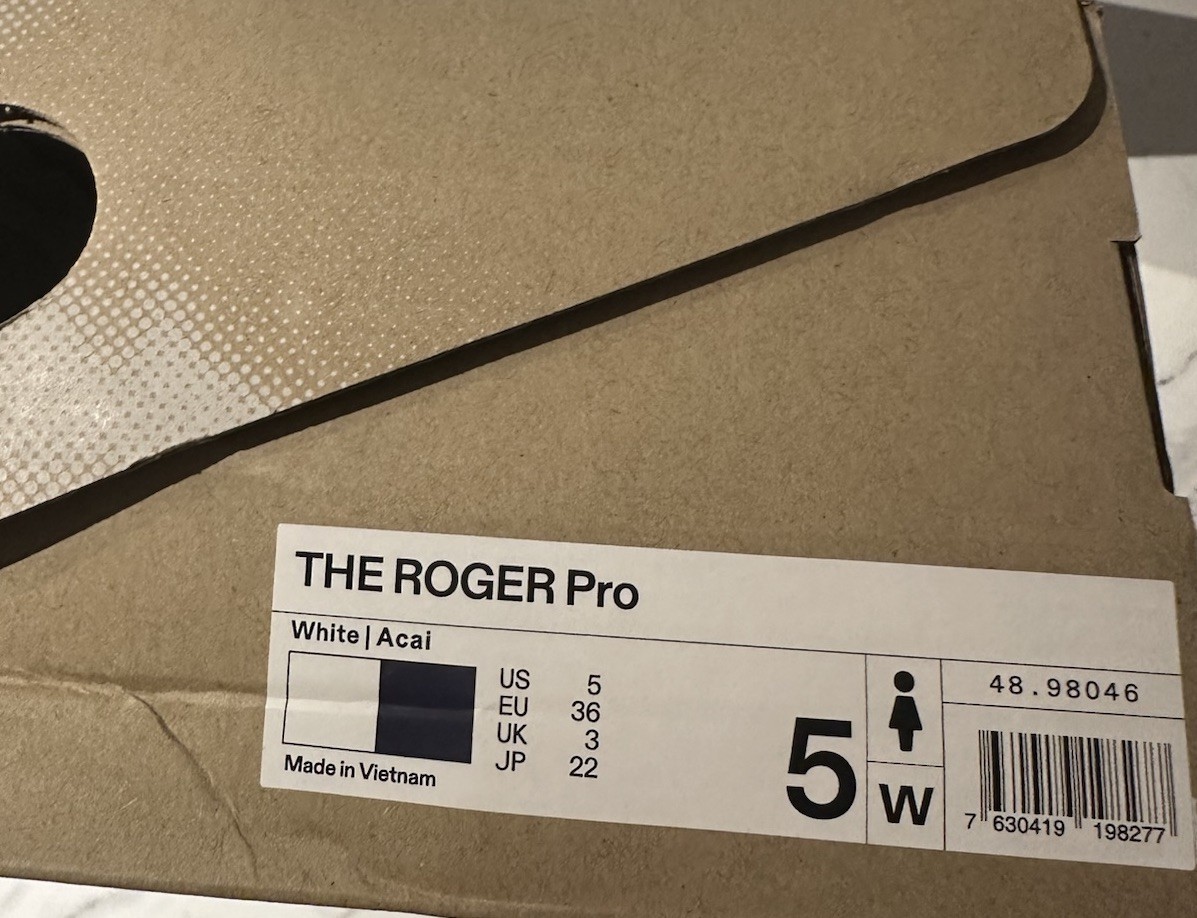 THE ROGER Pro
White | Acai
US 5
EU 36
UK 3
JP 22
Made in Vietnam
5
W
48.98046
7 630419 198277